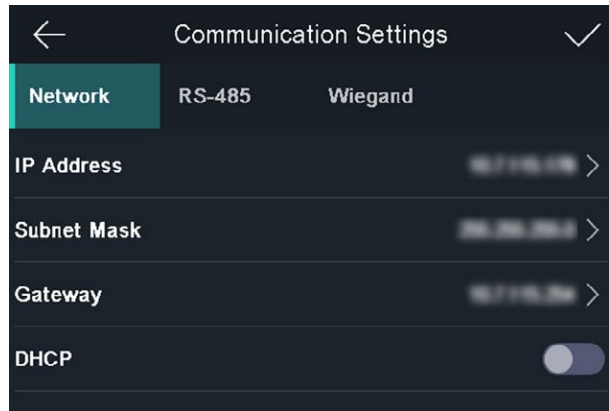 Communication Settings
Network RS-485 Wiegand
IP Address
Subnet Mask
Gateway
DHCP